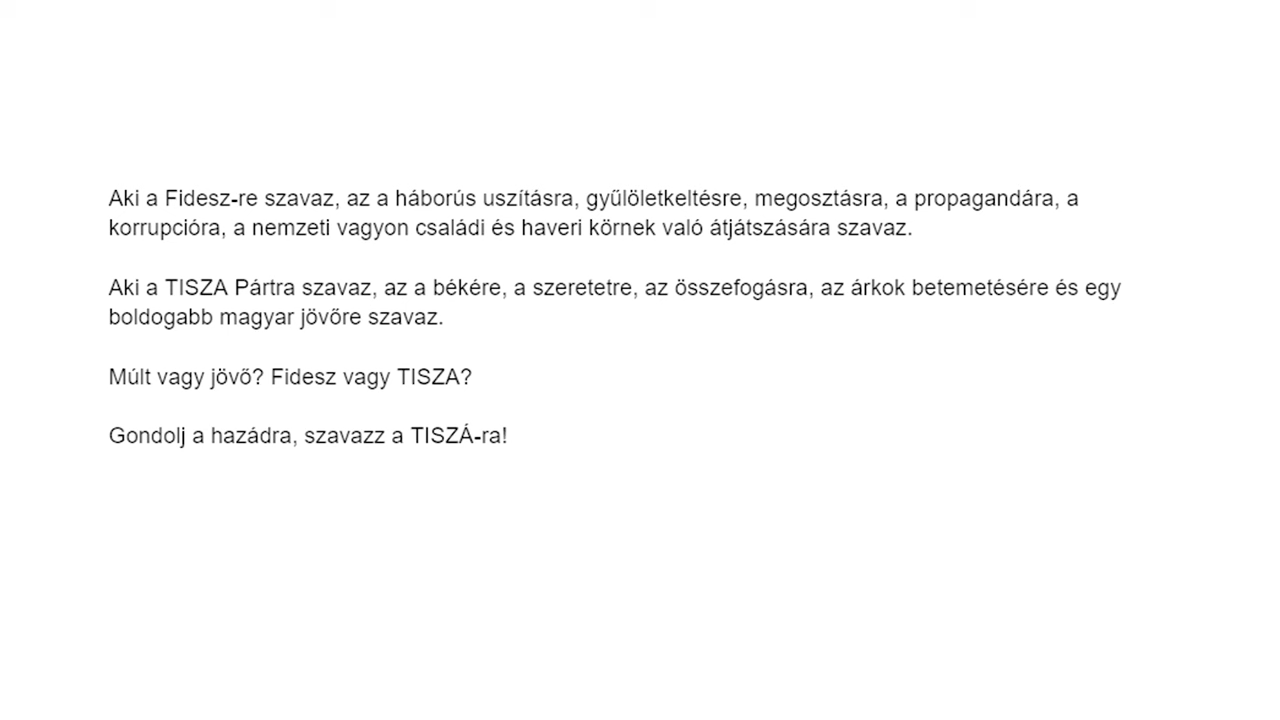 Aki a Fidesz-re szavaz, az a háborús uszításra, gyűlöletkeltésre, megosztásra, a propagandára, a
korrupcióra, a nemzeti vagyon családi és haveri körnek való átjátszására szavaz.
Aki a TISZA Pártra szavaz, az a békére, a szeretetre, az összefogásra, az árkok betemetésére és egy
boldogabb magyar jövőre szavaz.
Múlt vagy jövő? Fidesz vagy TISZA?
Gondolj a hazádra, szavazz a TISZÁ-ra!